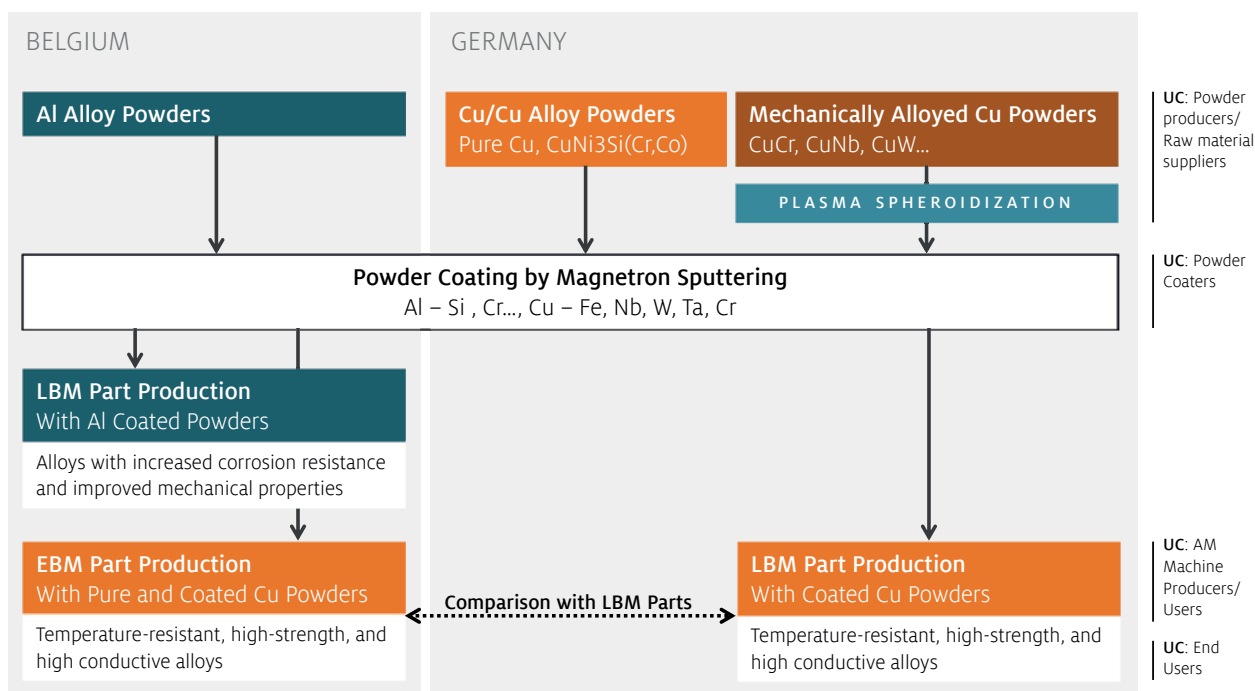 BELGIUM
GERMANY
Al Alloy Powders
Cu/Cu Alloy Powders
Pure Cu, CuNi3Si(Cr,Co)
Mechanically Alloyed Cu Powders
CuCr, CuNb, CuW...
PLASMA SPHEROIDIZATION
UC: Powder
producers/
Raw material
suppliers
Powder Coating by Magnetron Sputtering
Al – Si , Cr..., Cu – Fe, Nb, W, Ta, Cr
UC: Powder
Coaters
LBM Part Production
With Al Coated Powders
Alloys with increased corrosion resistance
and improved mechanical properties
EBM Part Production
With Pure and Coated Cu Powders
Temperature-resistant, high-strength, and
high conductive alloys
Comparison with LBM Parts
LBM Part Production
With Coated Cu Powders
Temperature-resistant, high-strength, and
high conductive alloys
UC: AM
Machine
Producers/
Users
UC: End
Users